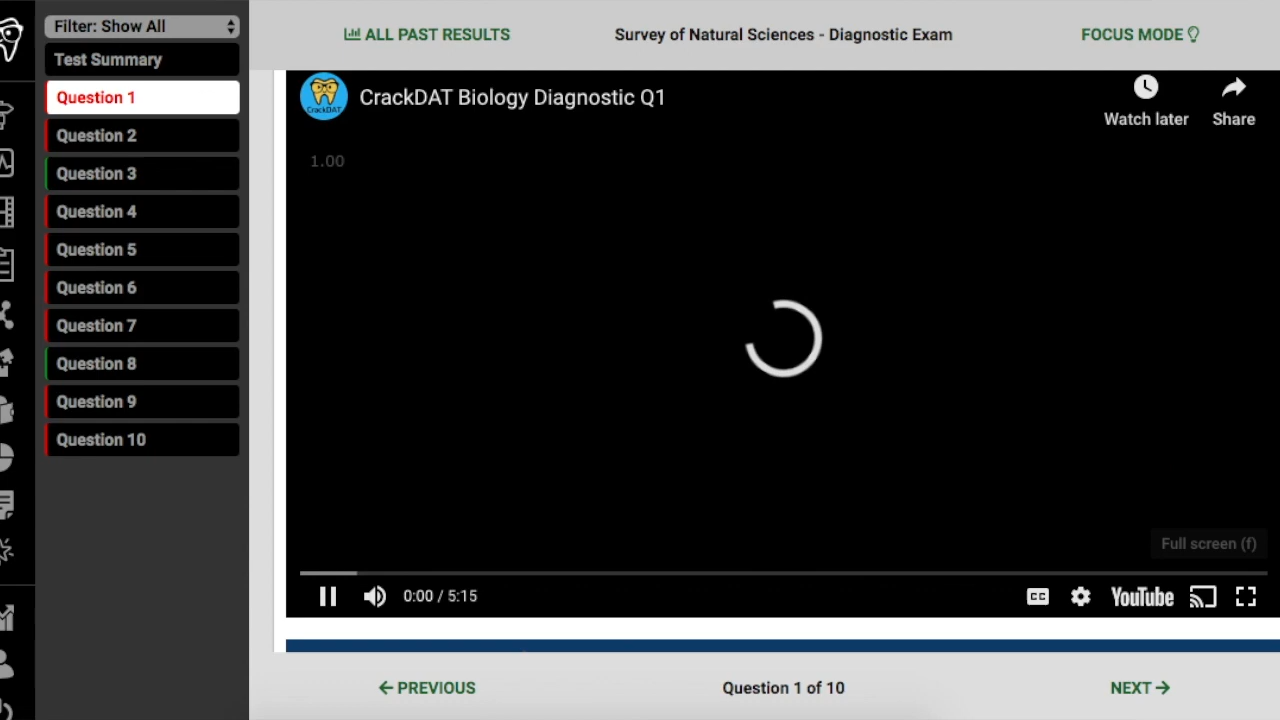 Filter: Show All
Test Summary
Question 1
Question 2
Question 3
Question 4
Question 5
Question 6
Question 7
Question 8
Question 9
Question 10
ALL PAST RESULTS
Survey of Natural Sciences - Diagnostic Exam
FOCUS MODE
CrackDAT
CrackDAT Biology Diagnostic Q1
Watch later
Share
1.00
Full screen (f)
0:00 / 5:15
CC
YouTube
PREVIOUS
Question 1 of 10
NEXT